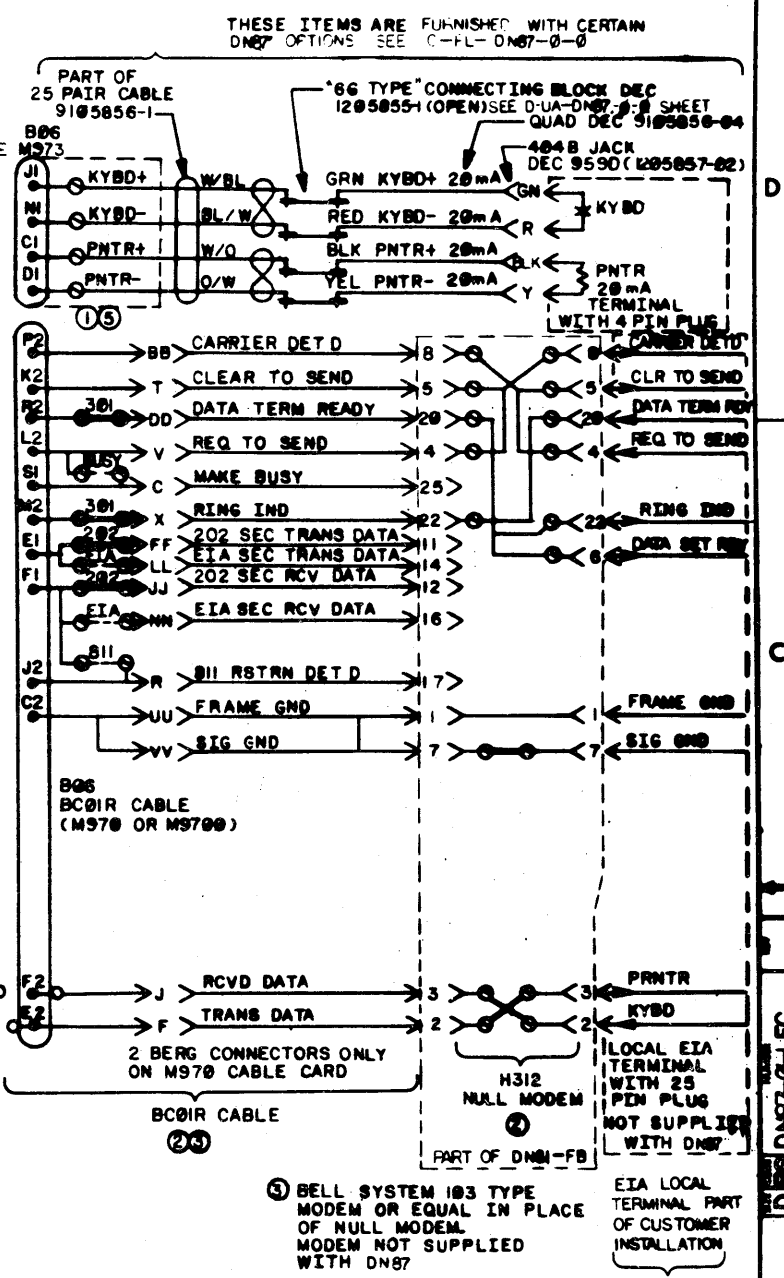 THESE ITEMS ARE FURNISHED WITH CERTAIN
DN87 OPTIONS SEE C-FL-DN87-0-0
PART OF
25 PAIR CABLE
9105856-1
"66 TYPE" CONNECTING BLOCK DEC
1205855-1 (OPEN) SEE D-UA-DN87-0-0 SHEET
QUAD DEC 9105856-04
404B JACK
DEC 959D (1205857-02)
B06
M973
J1 KYBD+ W/BL GRN KYBD+ 20mA GN
N1 KYBD- BL/W RED KYBD- 20mA R
KYBD
C1 PNTR+ W/O BLK PNTR+ 20mA BLK
D1 PNTR- O/W YEL PNTR- 20mA Y
PNTR
20mA
TERMINAL
WITH 4 PIN PLUG
1 5
P2 BB CARRIER DET D 8 8 CARRIER DET D
K2 T CLEAR TO SEND 5 5 CLR TO SEND
R2 301 DD DATA TERM READY 20 20 DATA TERM RDY
L2 V REQ TO SEND 4 4 REQ TO SEND
BUSY
S1 C MAKE BUSY 25
M2 301 X RING IND 22 22 RING IND
E1 202 FF 202 SEC TRANS DATA 11
EIA LL EIA SEC TRANS DATA 14 6 DATA SET RDY
F1 202 JJ 202 SEC RCV DATA 12
EIA NN EIA SEC RCV DATA 16
811
J2 R 811 RSTRN DET D 17
C2 UU FRAME GND 1 1 FRAME GND
VV SIG GND 7 7 SIG GND
B06
BC01R CABLE
(M970 OR M9700)
F2 J RCVD DATA 3 3 PRNTR
E2 F TRANS DATA 2 2 KYBD
2 BERG CONNECTORS ONLY
ON M970 CABLE CARD
BC01R CABLE
2 3
H312
NULL MODEM
2
PART OF DN81-FB
LOCAL EIA
TERMINAL
WITH 25
PIN PLUG
NOT SUPPLIED
WITH DN87
3 BELL SYSTEM 103 TYPE
MODEM OR EQUAL IN PLACE
OF NULL MODEM.
MODEM NOT SUPPLIED
WITH DN87
EIA LOCAL
TERMINAL PART
OF CUSTOMER
INSTALLATION
D
C